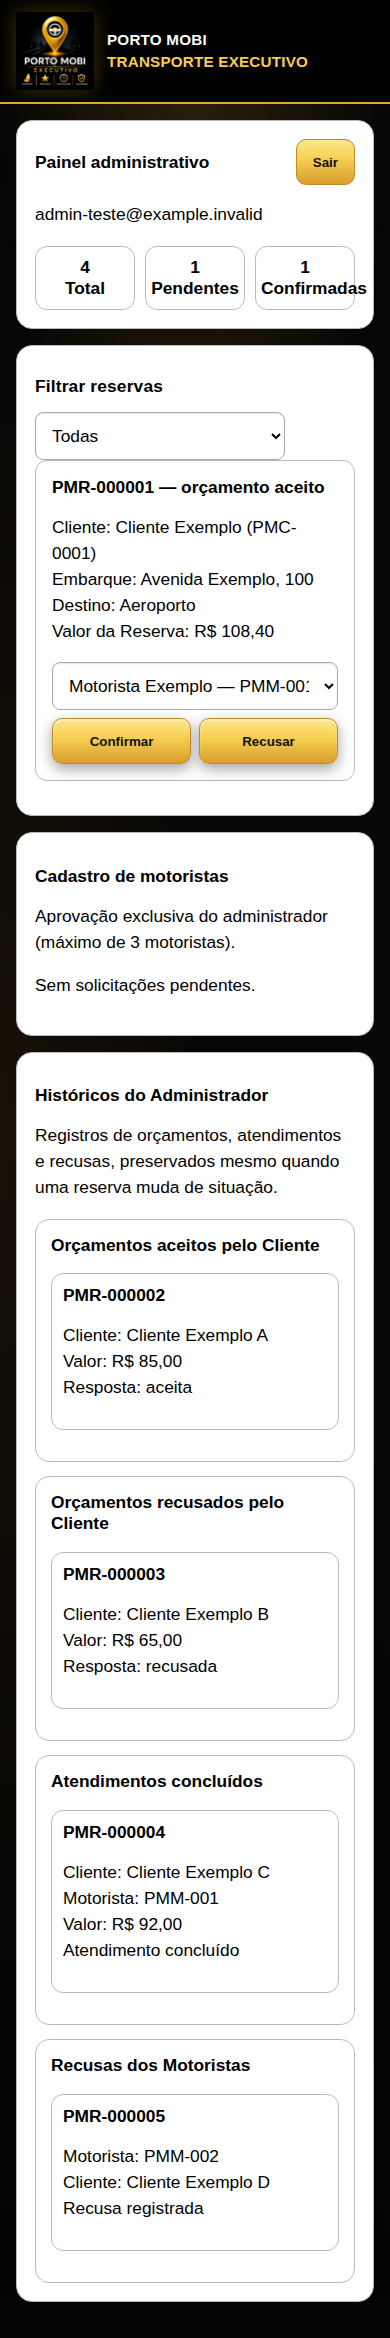 PORTO MOBI
EXECUTIVO
PORTO MOBI
TRANSPORTE EXECUTIVO
Painel administrativo
Sair
admin-teste@example.invalid
4
Total
1
Pendentes
1
Confirmadas
Filtrar reservas
Todas
PMR-000001 — orçamento aceito
Cliente: Cliente Exemplo (PMC-
0001)
Embarque: Avenida Exemplo, 100
Destino: Aeroporto
Valor da Reserva: R$ 108,40
Motorista Exemplo — PMM-001
Confirmar
Recusar
Cadastro de motoristas
Aprovação exclusiva do administrador
(máximo de 3 motoristas).
Sem solicitações pendentes.
Históricos do Administrador
Registros de orçamentos, atendimentos
e recusas, preservados mesmo quando
uma reserva muda de situação.
Orçamentos aceitos pelo Cliente
PMR-000002
Cliente: Cliente Exemplo A
Valor: R$ 85,00
Resposta: aceita
Orçamentos recusados pelo
Cliente
PMR-000003
Cliente: Cliente Exemplo B
Valor: R$ 65,00
Resposta: recusada
Atendimentos concluídos
PMR-000004
Cliente: Cliente Exemplo C
Motorista: PMM-001
Valor: R$ 92,00
Atendimento concluído
Recusas dos Motoristas
PMR-000005
Motorista: PMM-002
Cliente: Cliente Exemplo D
Recusa registrada